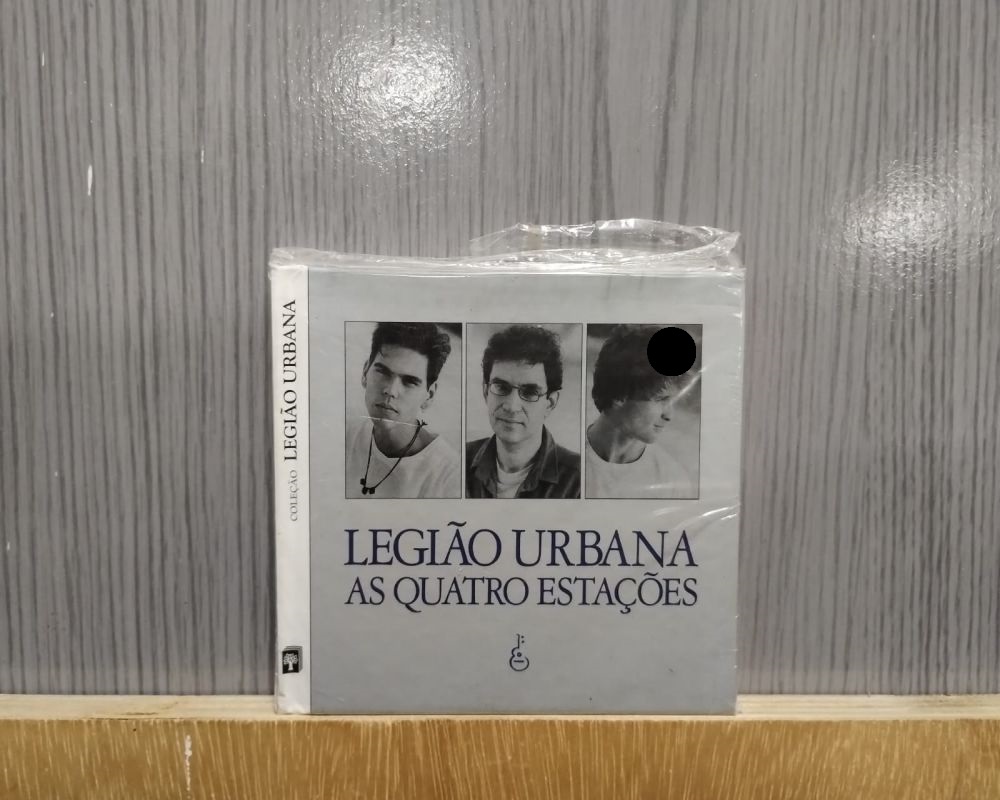 COLEÇÃO LEGIÃO URBANA
LEGIÃO URBANA
AS QUATRO ESTAÇÕES